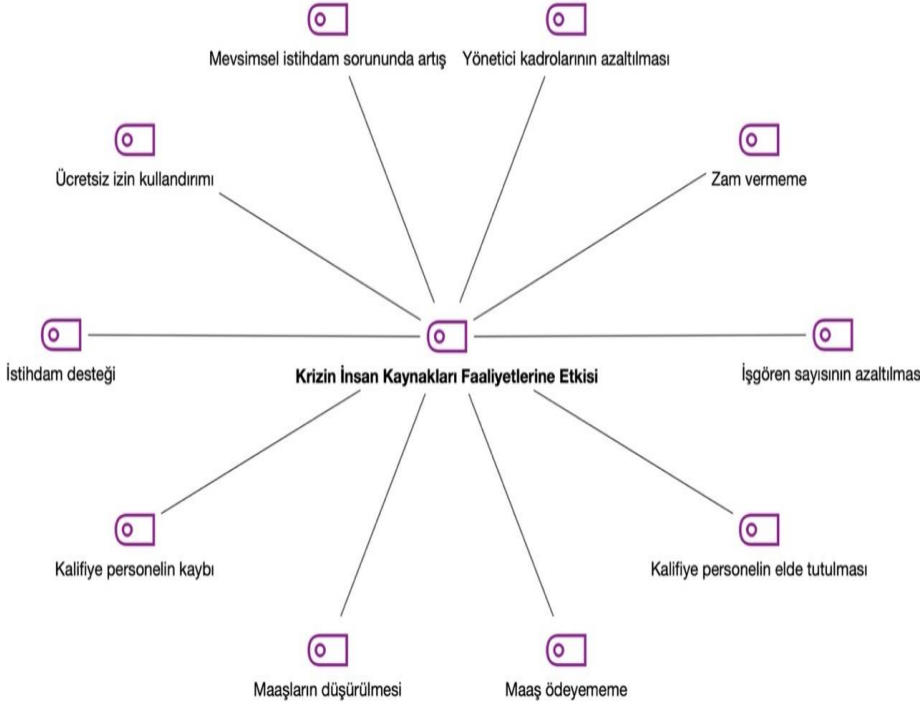 Mevsimsel istihdam sorununda artış
Yönetici kadrolarının azaltılması
Ücretsiz izin kullandırımı
Zam vermeme
İstihdam desteği
Krizin İnsan Kaynakları Faaliyetlerine Etkisi
İşgören sayısının azaltılmas
Kalifiye personelin kaybı
Kalifiye personelin elde tutulması
Maaşların düşürülmesi
Maaş ödeyememe